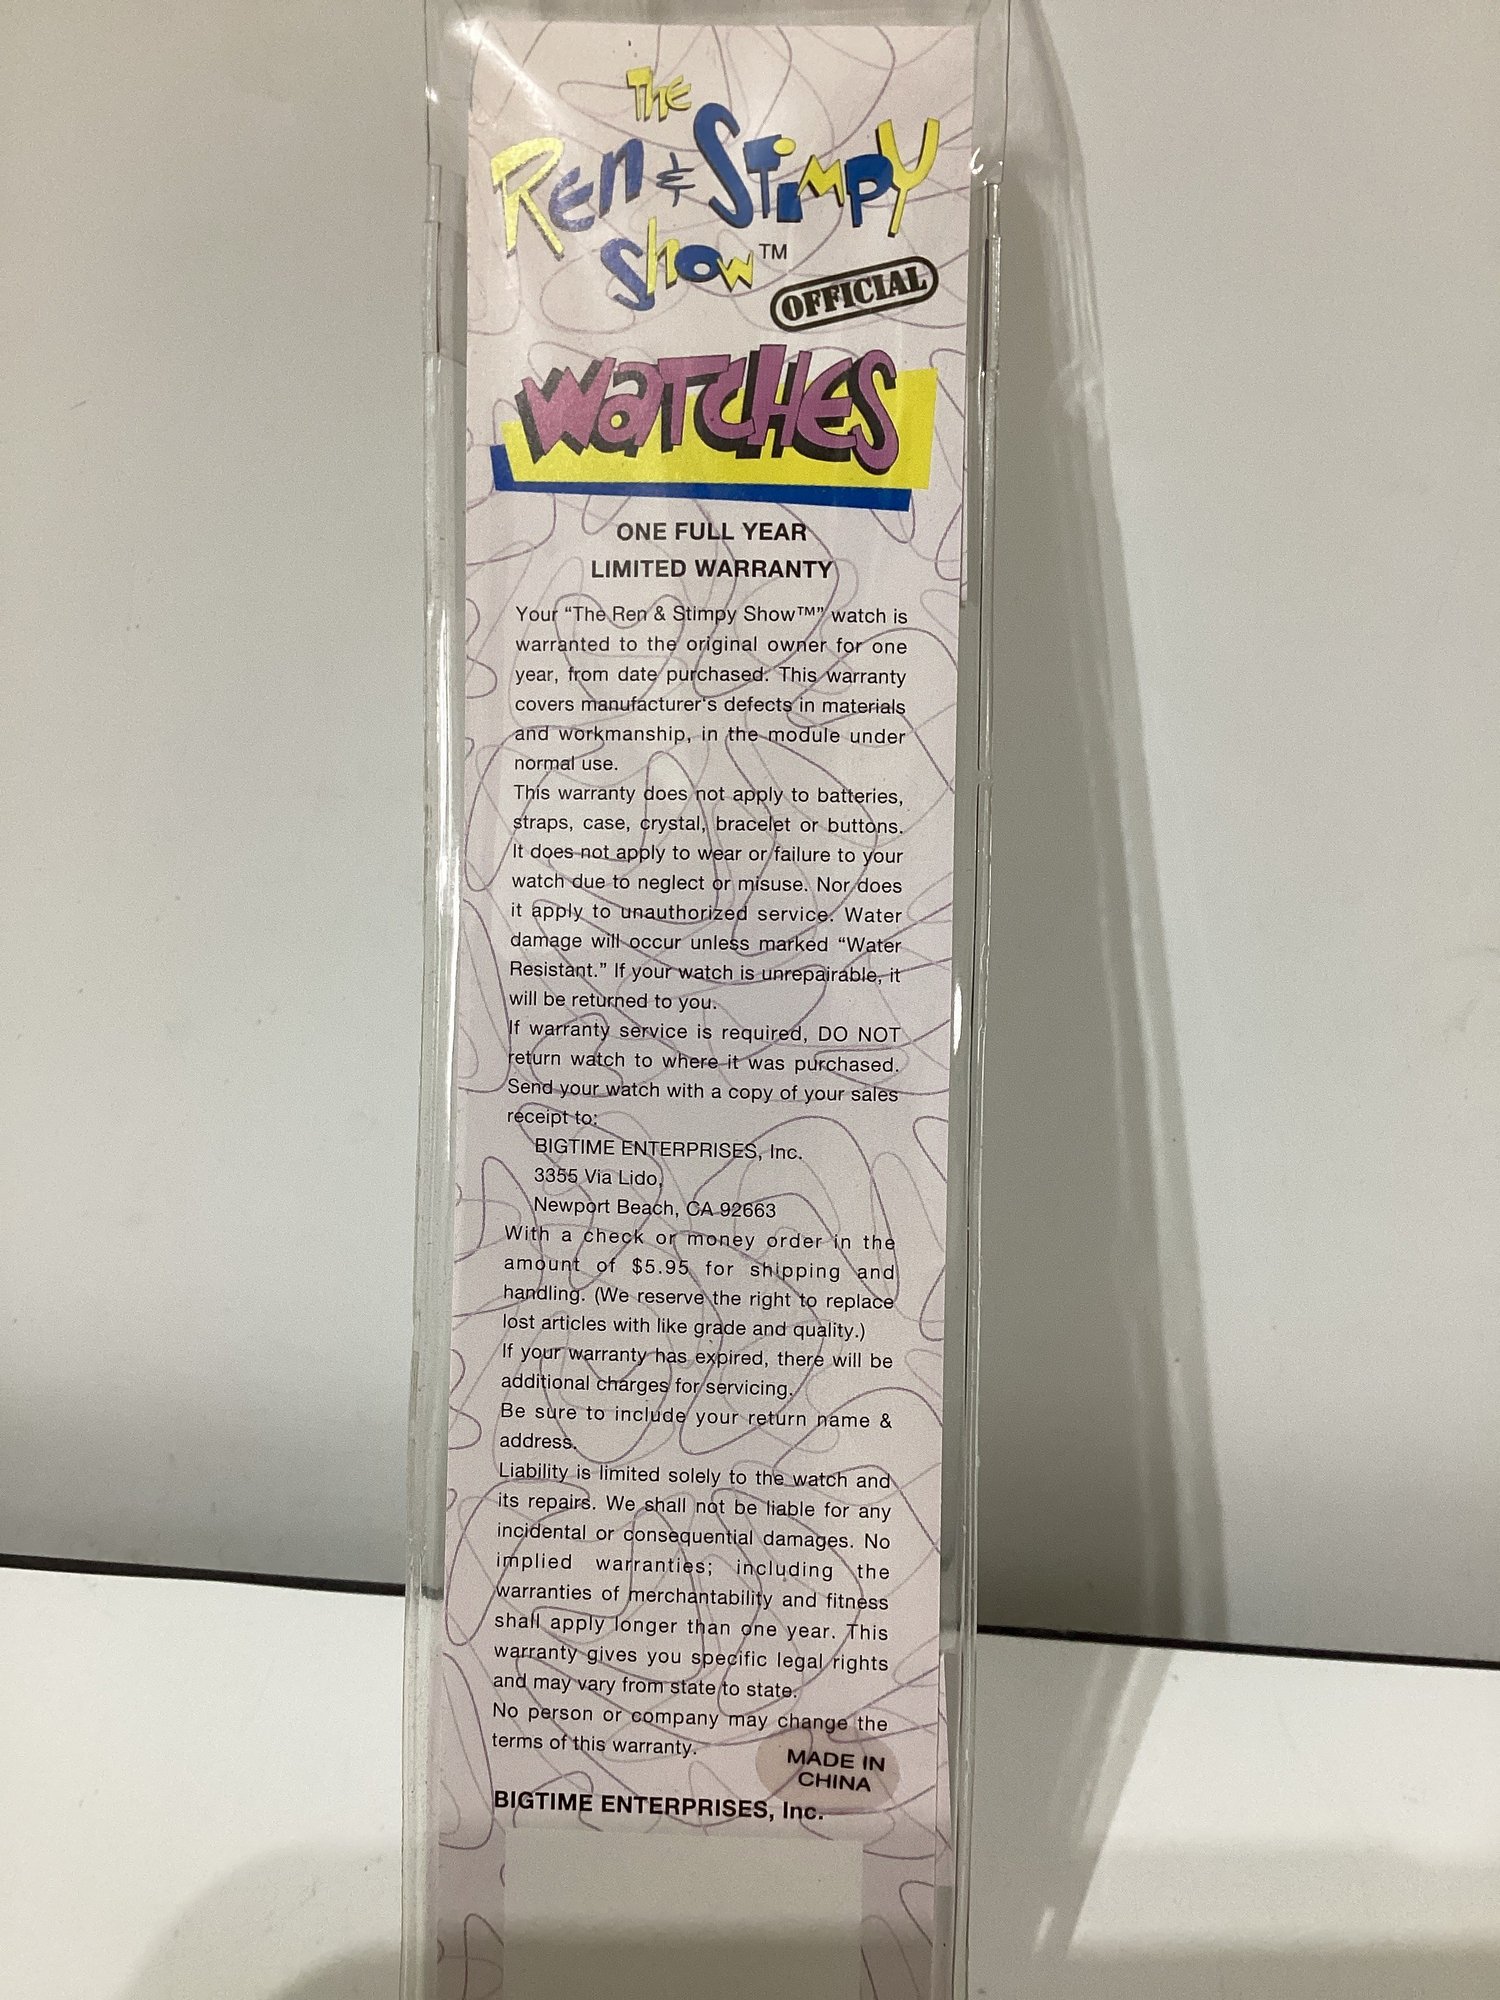 The
Ren & Stimpy
Show™
OFFICIAL
WATCHES
ONE FULL YEAR
LIMITED WARRANTY
Your “The Ren & Stimpy Show™” watch is
warranted to the original owner for one
year, from date purchased. This warranty
covers manufacturer's defects in materials
and workmanship, in the module under
normal use.
This warranty does not apply to batteries,
straps, case, crystal, bracelet or buttons.
It does not apply to wear or failure to your
watch due to neglect or misuse. Nor does
it apply to unauthorized service. Water
damage will occur unless marked “Water
Resistant.” If your watch is unrepairable, it
will be returned to you.
If warranty service is required, DO NOT
return watch to where it was purchased.
Send your watch with a copy of your sales
receipt to:
BIGTIME ENTERPRISES, Inc.
3355 Via Lido,
Newport Beach, CA 92663
With a check or money order in the
amount of $5.95 for shipping and
handling. (We reserve the right to replace
lost articles with like grade and quality.)
If your warranty has expired, there will be
additional charges for servicing.
Be sure to include your return name &
address.
Liability is limited solely to the watch and
its repairs. We shall not be liable for any
incidental or consequential damages. No
implied warranties; including the
warranties of merchantability and fitness
shall apply longer than one year. This
warranty gives you specific legal rights
and may vary from state to state.
No person or company may change the
terms of this warranty.
MADE IN
CHINA
BIGTIME ENTERPRISES, Inc.